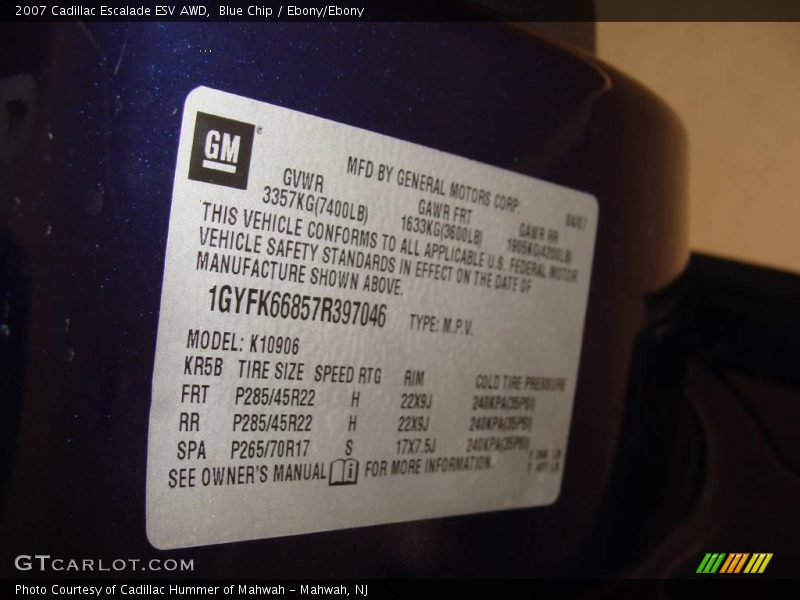 2007 Cadillac Escalade ESV AWD, Blue Chip / Ebony/Ebony
GM
MFD BY GENERAL MOTORS CORP
04/07
GVWR GAWR FRT GAWR RR
3357KG(7400LB) 1633KG(3600LB) 1905KG(4200LB)
THIS VEHICLE CONFORMS TO ALL APPLICABLE U.S. FEDERAL MOTOR
VEHICLE SAFETY STANDARDS IN EFFECT ON THE DATE OF
MANUFACTURE SHOWN ABOVE.
1GYFK66857R397046 TYPE: M.P.V.
MODEL: K10906
KR5B TIRE SIZE SPEED RTG RIM COLD TIRE PRESSURE
FRT P285/45R22 H 22X9J 240KPA(35PSI)
RR P285/45R22 H 22X9J 240KPA(35PSI)
SPA P265/70R17 S 17X7.5J 240KPA(35PSI)
SEE OWNER'S MANUAL FOR MORE INFORMATION.
GTCARLOT.COM
Photo Courtesy of Cadillac Hummer of Mahwah - Mahwah, NJ